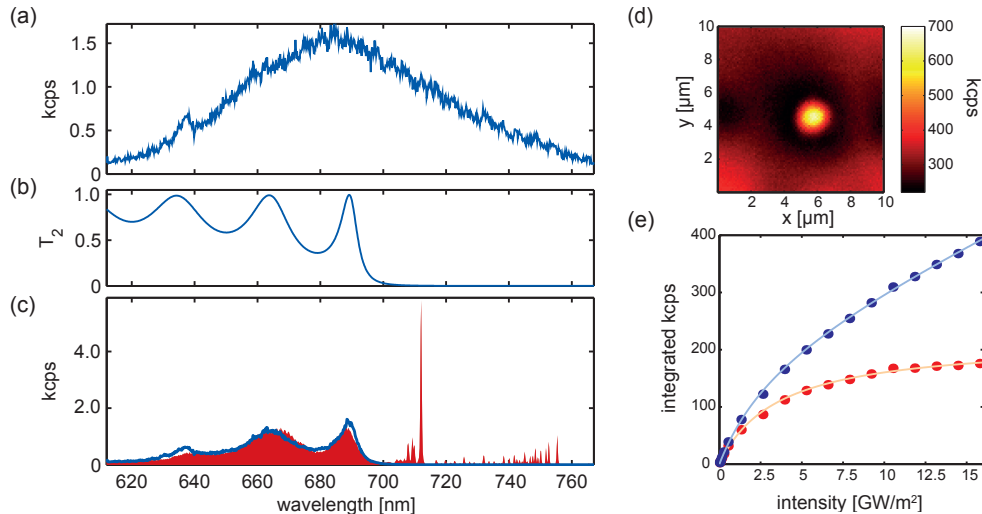 (a)
kcps
1.5
1.0
0.5
0
(b)
T2
1.0
0.5
0
(c)
kcps
4.0
2.0
0
620 640 660 680 700 720 740 760
wavelength [nm]
(d)
y [µm]
10
8
6
4
2
2 4 6 8 10
x [µm]
700
600
500
400
300
kcps
(e)
integrated kcps
400
300
200
100
0
0 2.5 5 7.5 10 12.5 15
intensity [GW/m²]